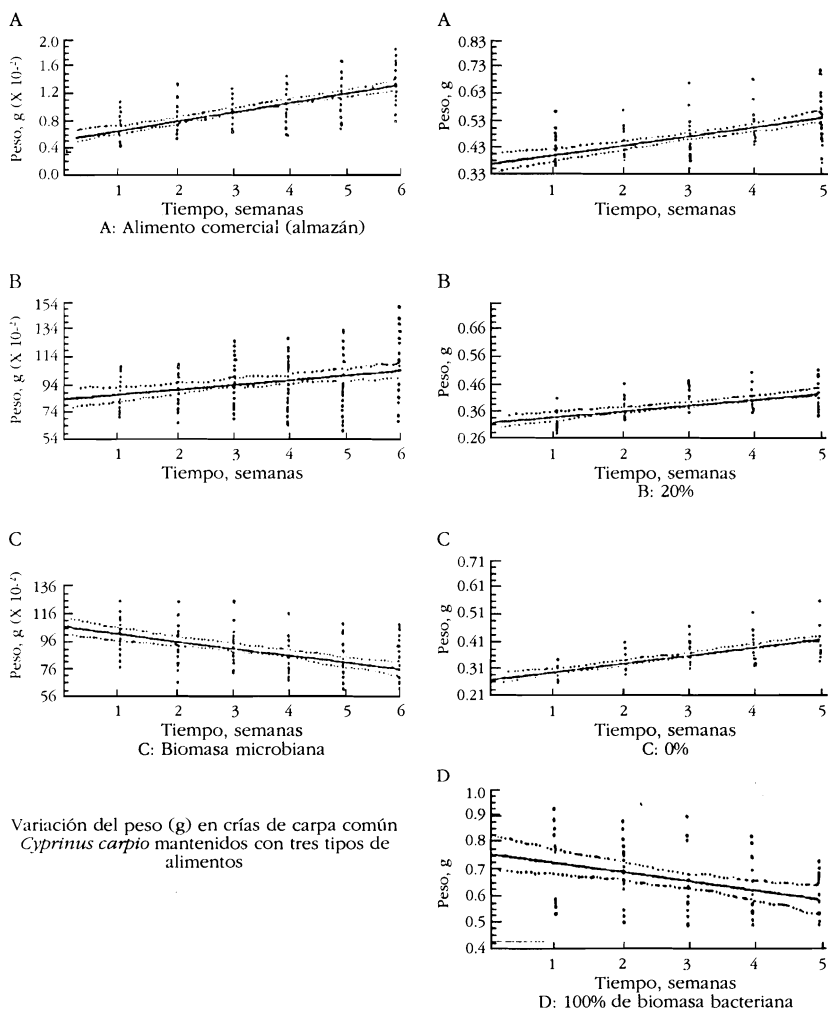 A
2.0
1.6
1.2
0.8
0.4
0.0
Peso, g (X 10-²)
1 2 3 4 5 6
Tiempo, semanas
A: Alimento comercial (almazán)
B
154
134
114
94
74
54
Peso, g (X 10-²)
1 2 3 4 5 6
Tiempo, semanas
C
136
116
96
76
56
Peso, g (X 10-²)
1 2 3 4 5 6
Tiempo, semanas
C: Biomasa microbiana
Variación del peso (g) en crías de carpa común
Cyprinus carpio mantenidos con tres tipos de
alimentos
A
0.83
0.73
0.63
0.53
0.43
0.33
Peso, g
1 2 3 4 5
Tiempo, semanas
B
0.66
0.56
0.46
0.36
0.26
Peso, g
1 2 3 4 5
Tiempo, semanas
B: 20%
C
0.71
0.61
0.51
0.41
0.31
0.21
Peso, g
1 2 3 4 5
Tiempo, semanas
C: 0%
D
1.0
0.9
0.8
0.7
0.6
0.5
0.4
Peso, g
1 2 3 4 5
Tiempo, semanas
D: 100% de biomasa bacteriana